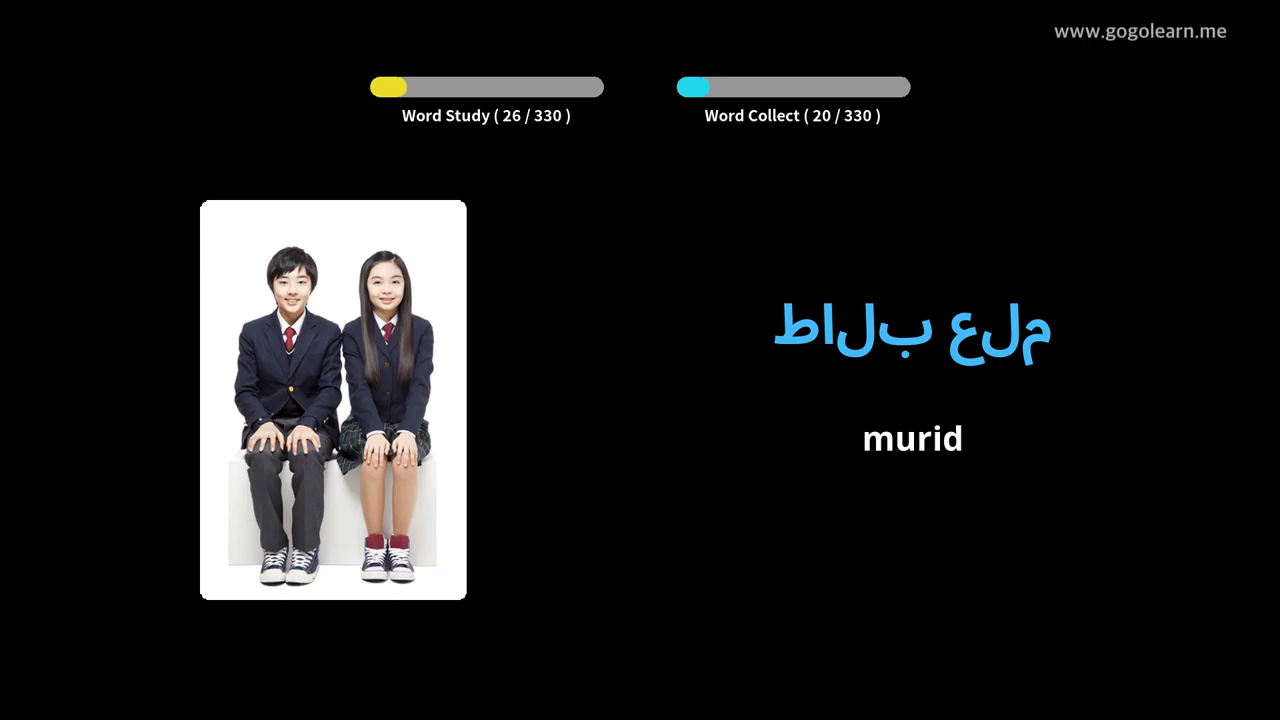 www.gogolearn.me
Word Study ( 26 / 330 )
Word Collect ( 20 / 330 )
طالب علم
murid